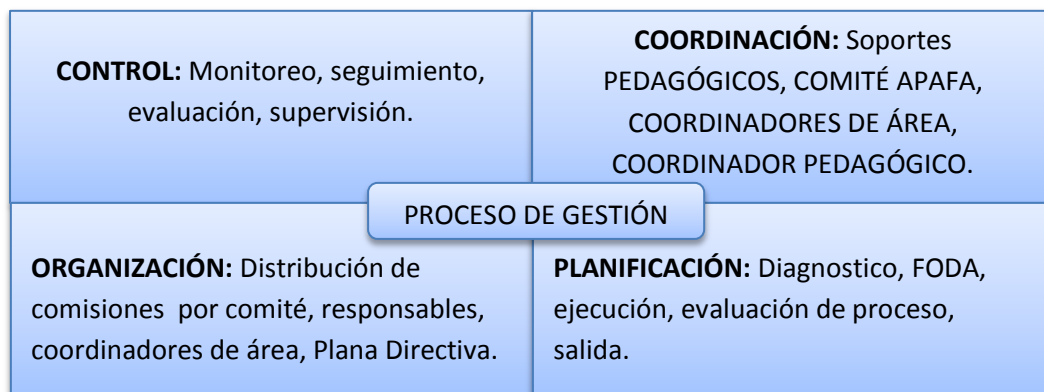 CONTROL: Monitoreo, seguimiento,
evaluación, supervisión.
COORDINACIÓN: Soportes
PEDAGÓGICOS, COMITÉ APAFA,
COORDINADORES DE ÁREA,
COORDINADOR PEDAGÓGICO.
PROCESO DE GESTIÓN
ORGANIZACIÓN: Distribución de
comisiones por comité, responsables,
coordinadores de área, Plana Directiva.
PLANIFICACIÓN: Diagnostico, FODA,
ejecución, evaluación de proceso,
salida.